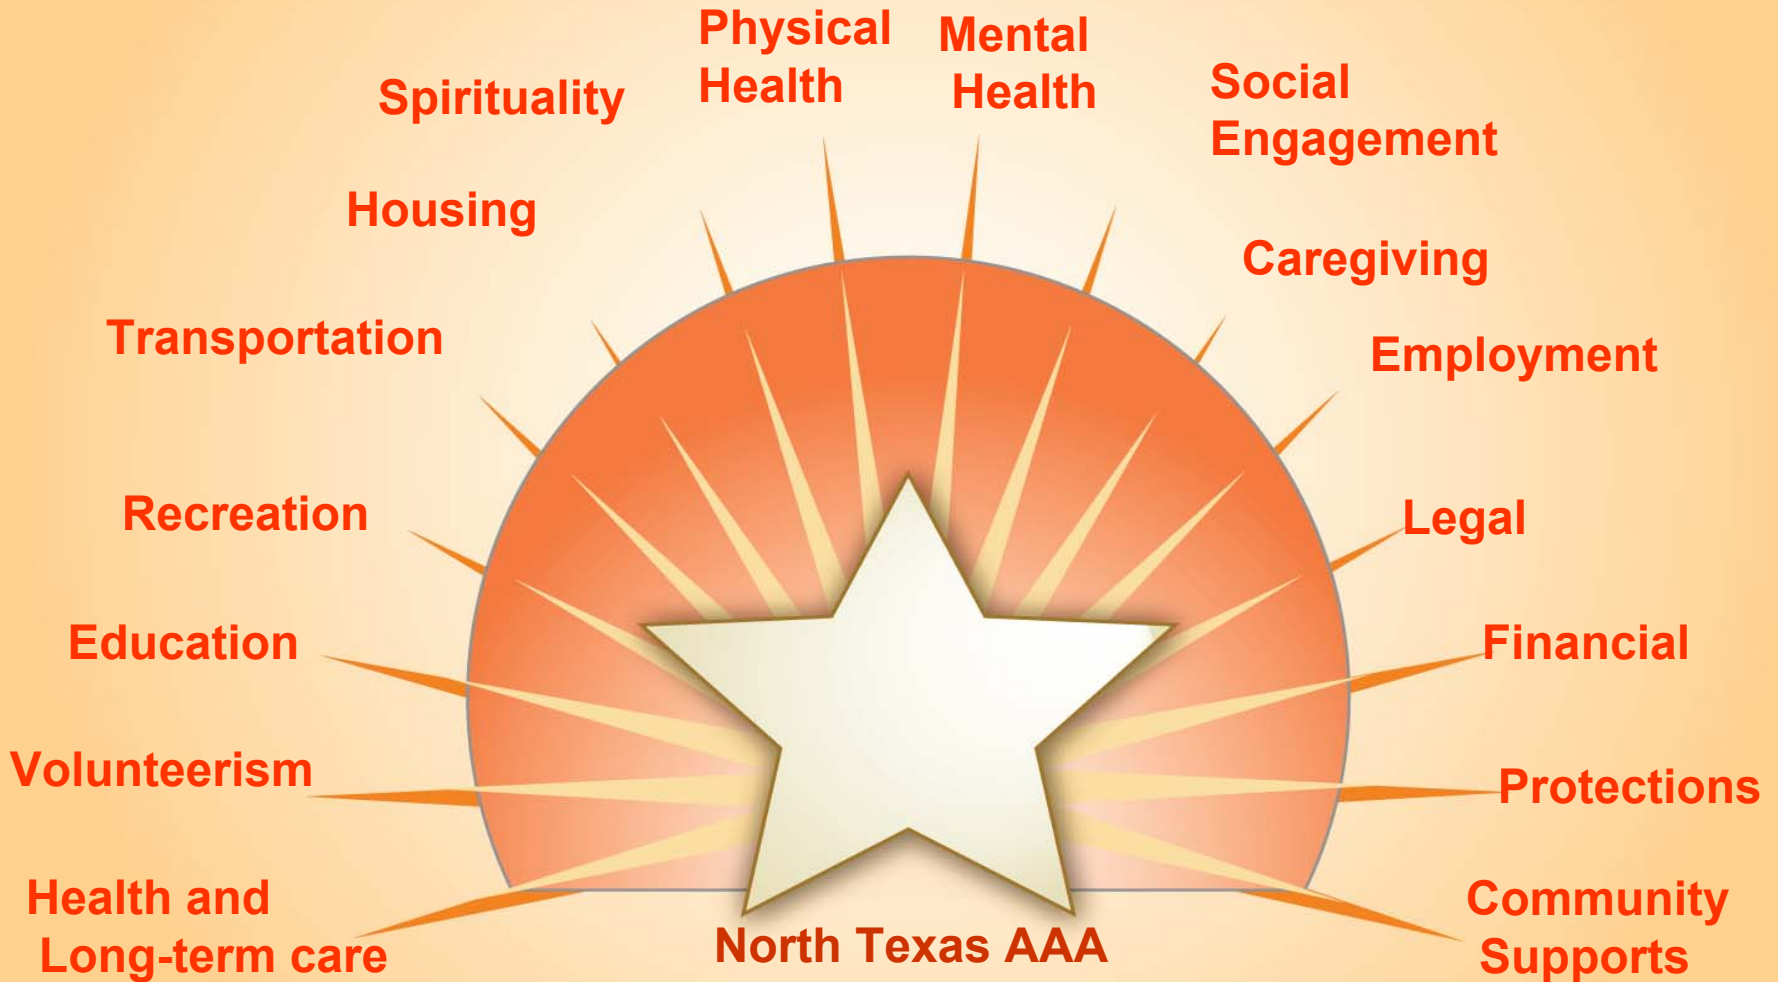 Physical
Health
Mental
Health
Social
Engagement
Spirituality
Housing
Caregiving
Transportation
Employment
Recreation
Legal
Education
Financial
Volunteerism
Protections
Health and
Long-term care
Community
Supports
North Texas AAA